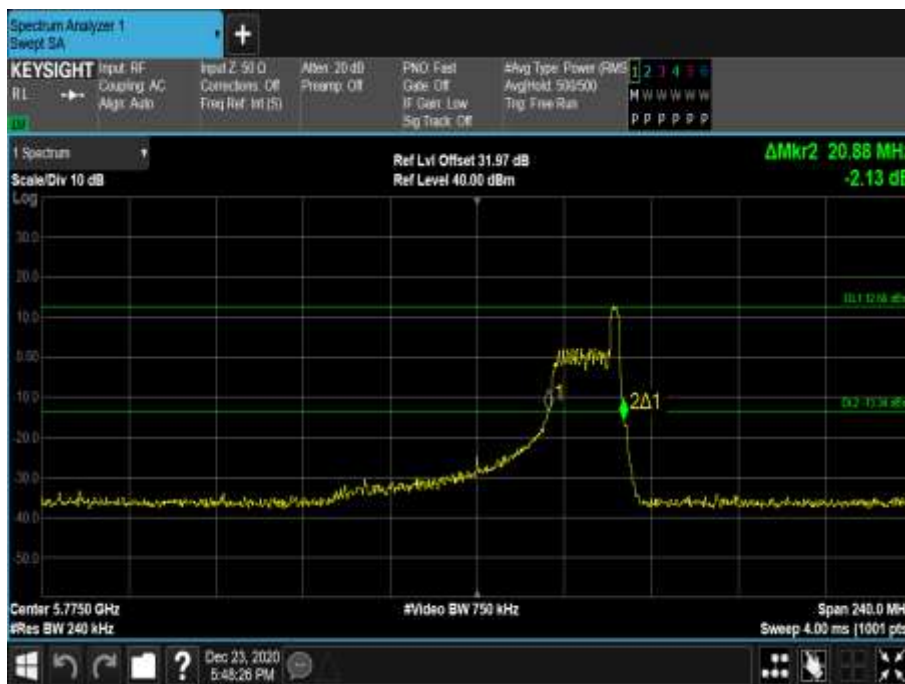 Spectrum Analyzer 1
Swept SA
+
KEYSIGHT
RL
Input: RF
Coupling: AC
Align: Auto
Input Z: 50 Ω
Corrections: Off
Freq Ref: Int (S)
Atten: 20 dB
Preamp: Off
PNO: Fast
Gate: Off
IF Gain: Low
Sig Track: Off
#Avg Type: Power (RMS
Avg|Hold: 500/500
Trig: Free Run
1 2 3 4 5 6
M W W W W W
P P P P P P
1 Spectrum
Scale/Div 10 dB
Log
Ref Lvl Offset 31.97 dB
Ref Level 40.00 dBm
ΔMkr2 20.88 MH
-2.13 dB
30.0
20.0
10.0
0.00
-10.0
-20.0
-30.0
-40.0
-50.0
1
2Δ1
Center 5.7750 GHz
#Res BW 240 kHz
#Video BW 750 kHz
Span 240.0 MH
Sweep 4.00 ms (1001 pts
?
Dec 23, 2020
5:48:26 PM